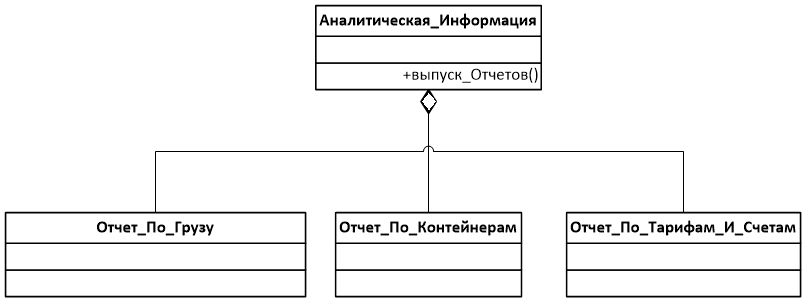 Аналитическая_Информация
+выпуск_Отчетов()
Отчет_По_Грузу
Отчет_По_Контейнерам
Отчет_По_Тарифам_И_Счетам